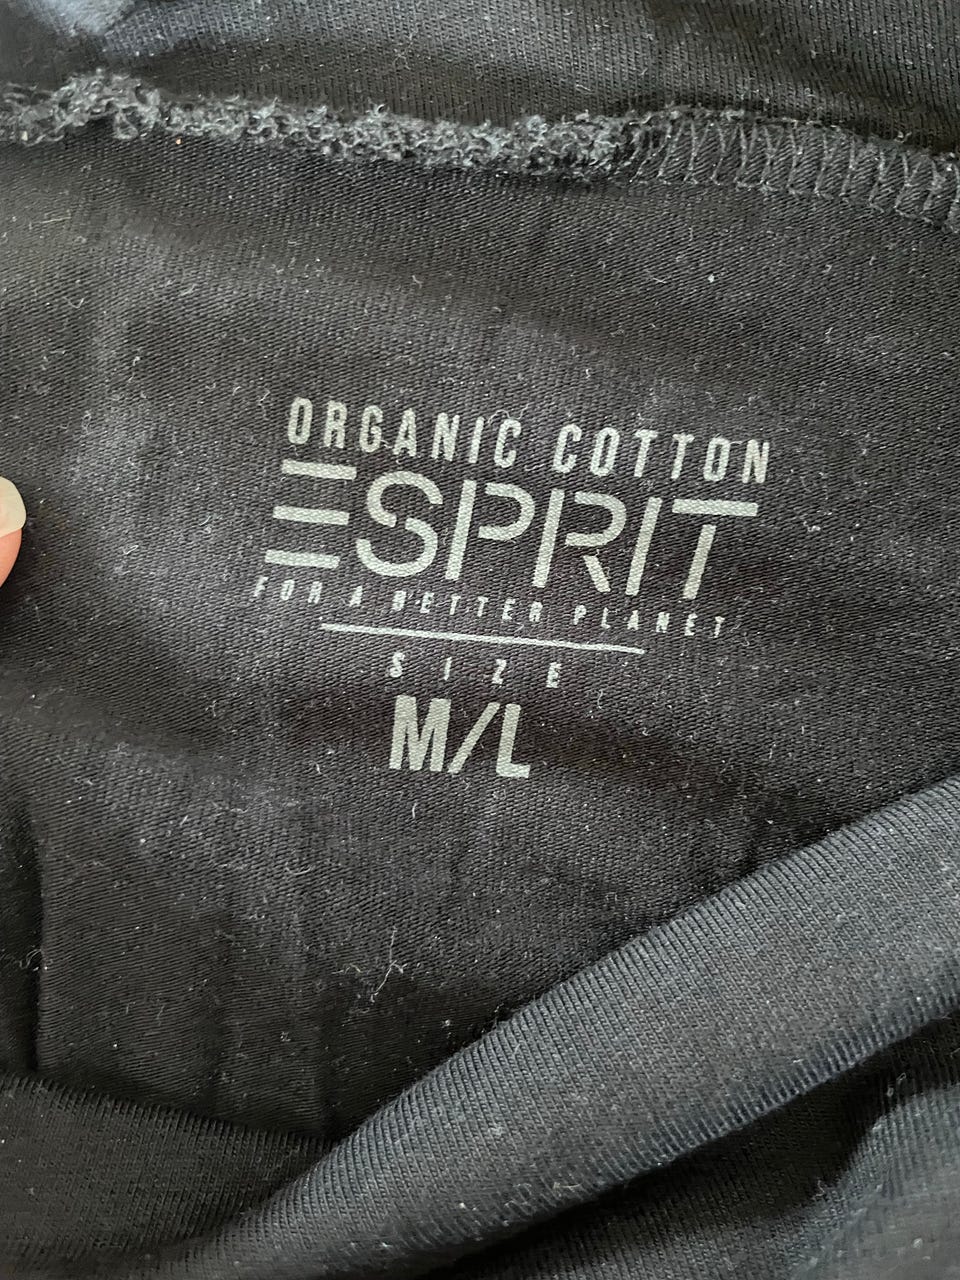 ORGANIC COTTON
ESPRIT
FOR A BETTER PLANET
SIZE
M/L